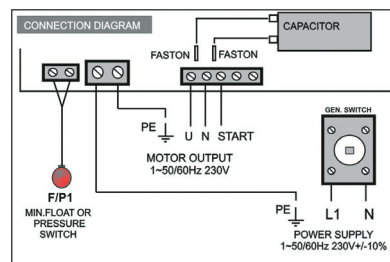 CONNECTION DIAGRAM
CAPACITOR
FASTON
FASTON
GEN. SWITCH
PE
U N START
MOTOR OUTPUT
1~50/60Hz 230V
F/P1
MIN.FLOAT OR
PRESSURE
SWITCH
PE
L1 N
POWER SUPPLY
1~50/60Hz 230V+/-10%